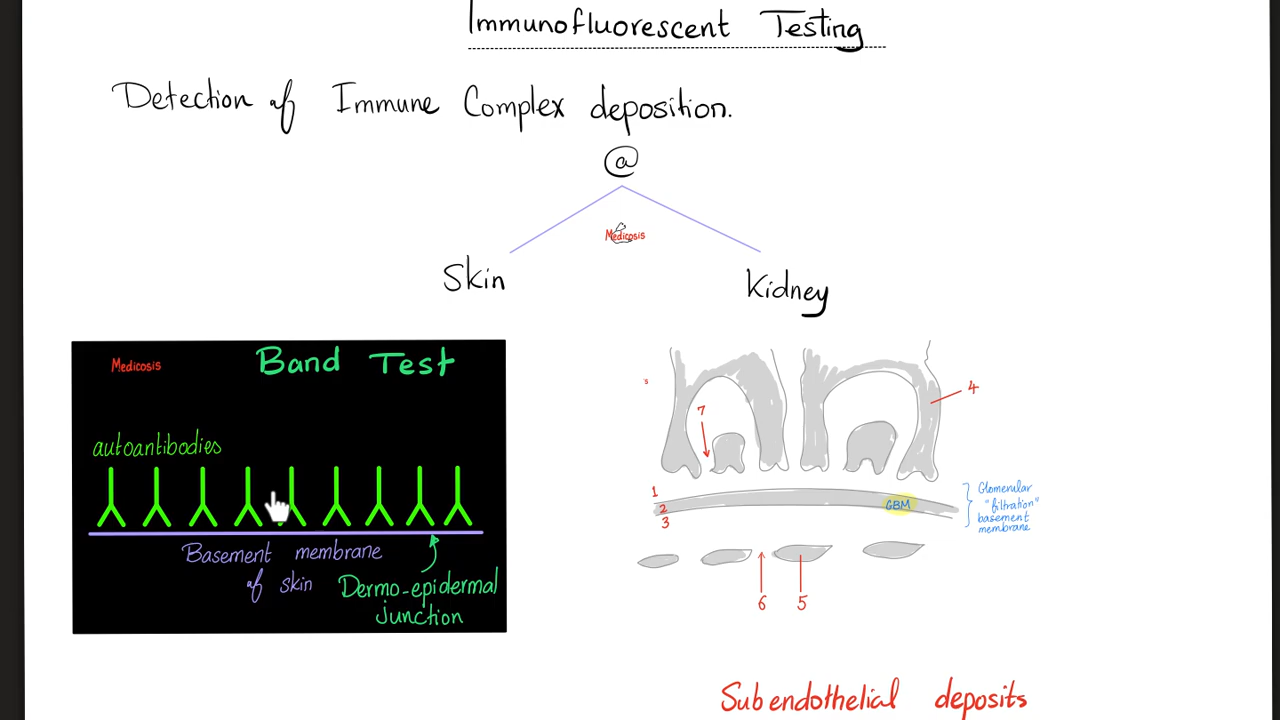 Immunofluorescent Testing
Detection of Immune Complex deposition.
@
Medicosis
Skin
Kidney
Medicosis
Band Test
autoantibodies
Basement membrane
of skin
Dermo-epidermal
junction
s
4
7
1
2
3
GBM
Glomerular
"filtration"
basement
membrane
6
5
Subendothelial deposits